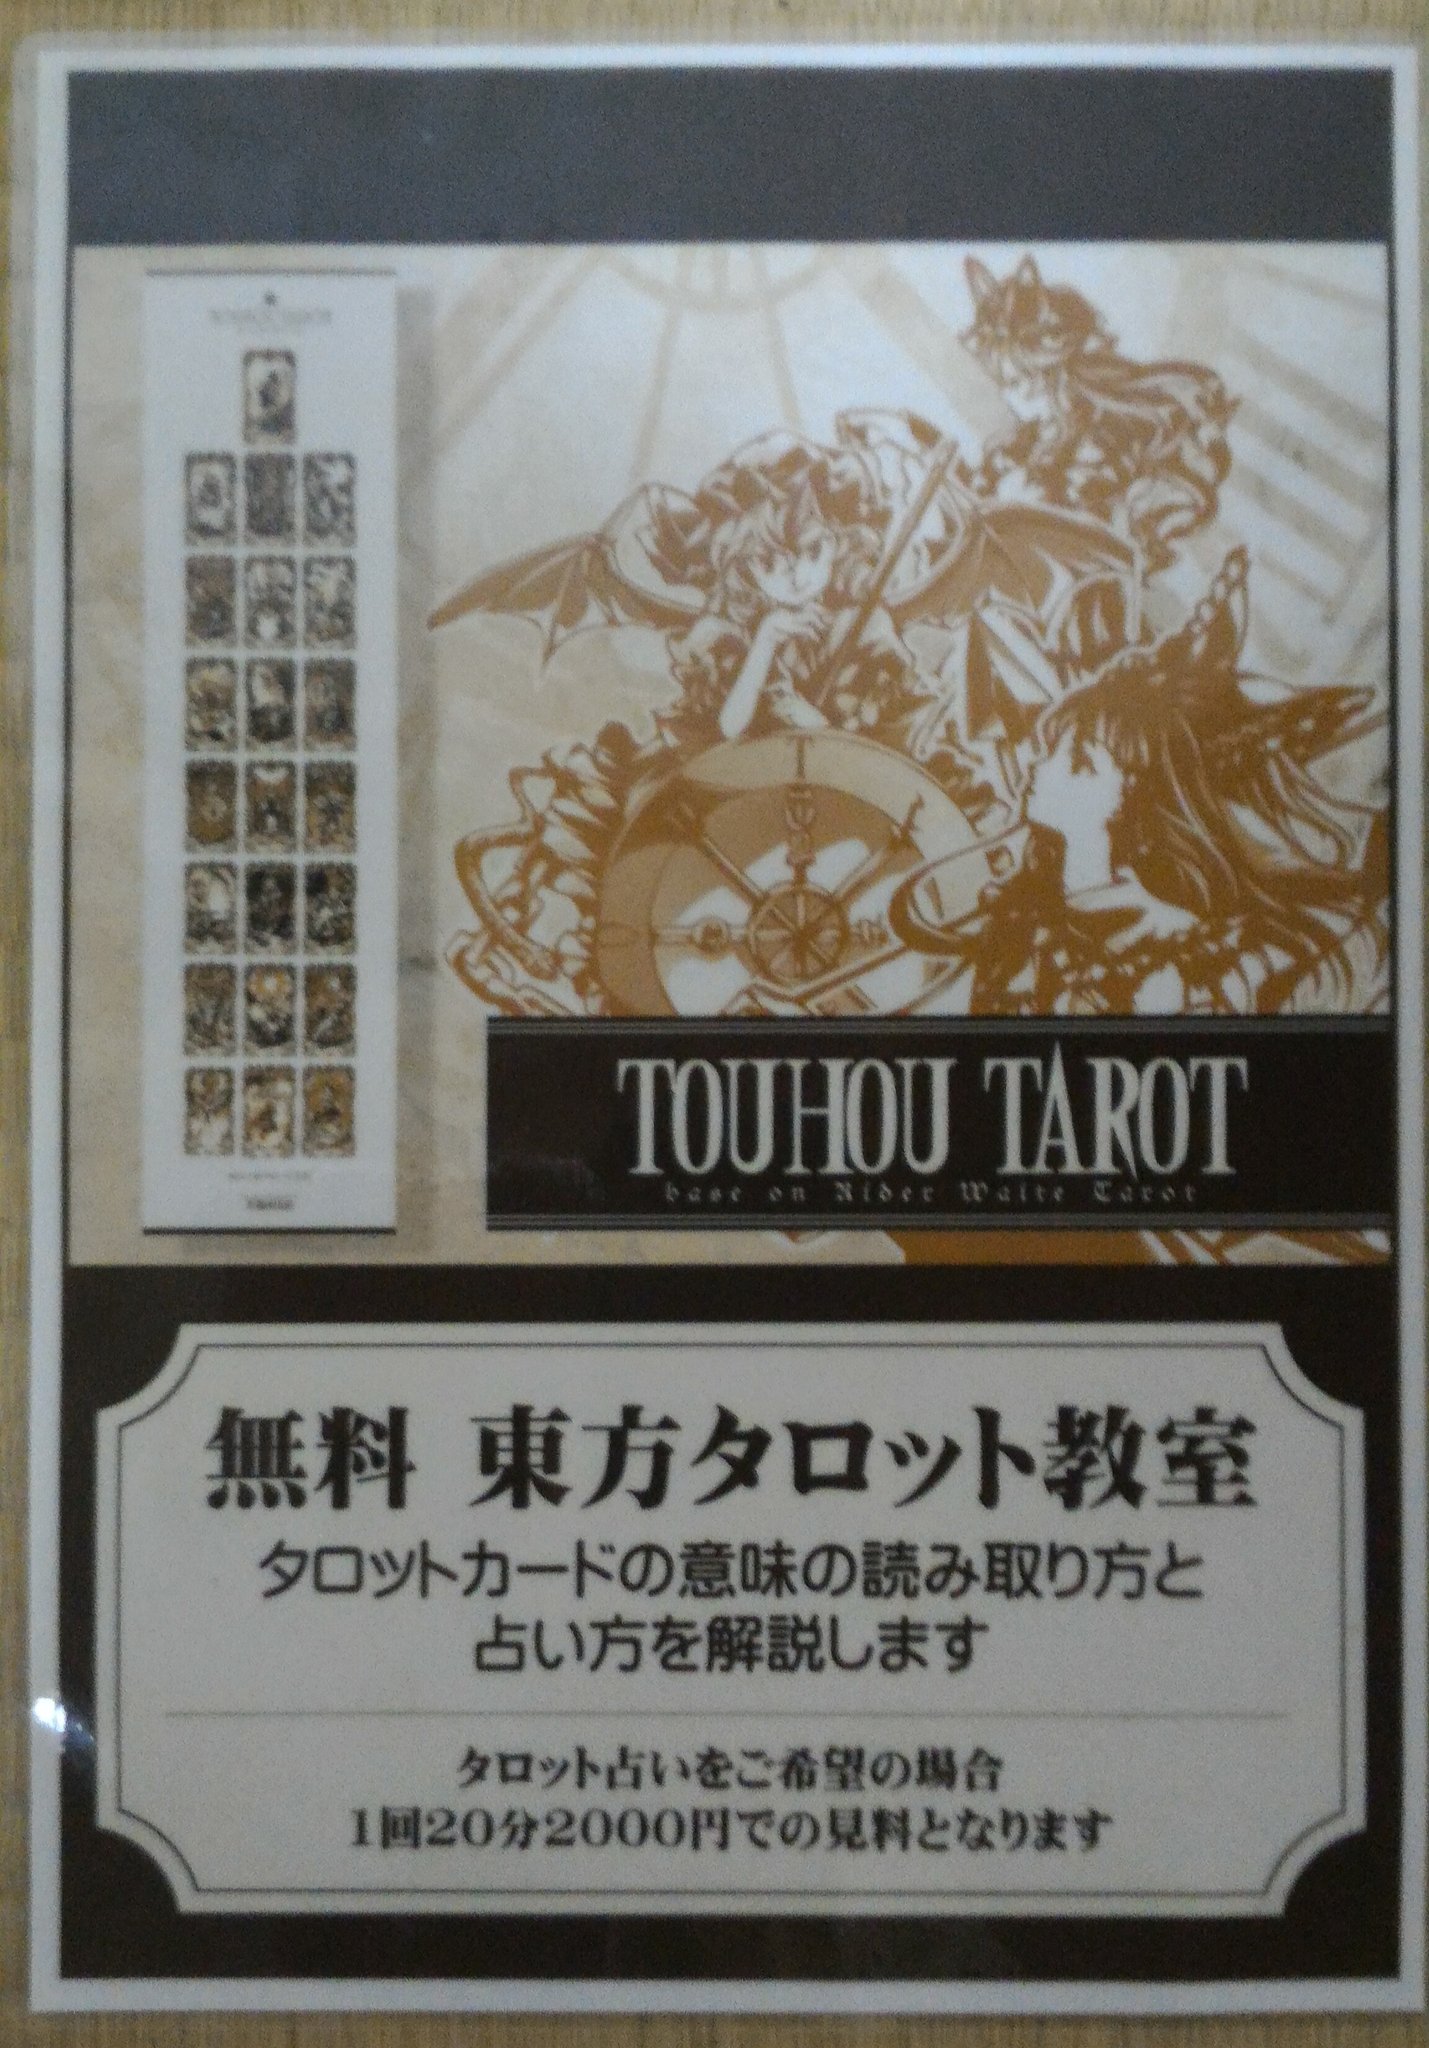 TOUHOU TAROT
base on Rider Waite Tarot
無料 東方タロット教室
タロットカードの意味の読み取り方と
占い方を解説します
タロット占いをご希望の場合
1回20分2000円での見料となります